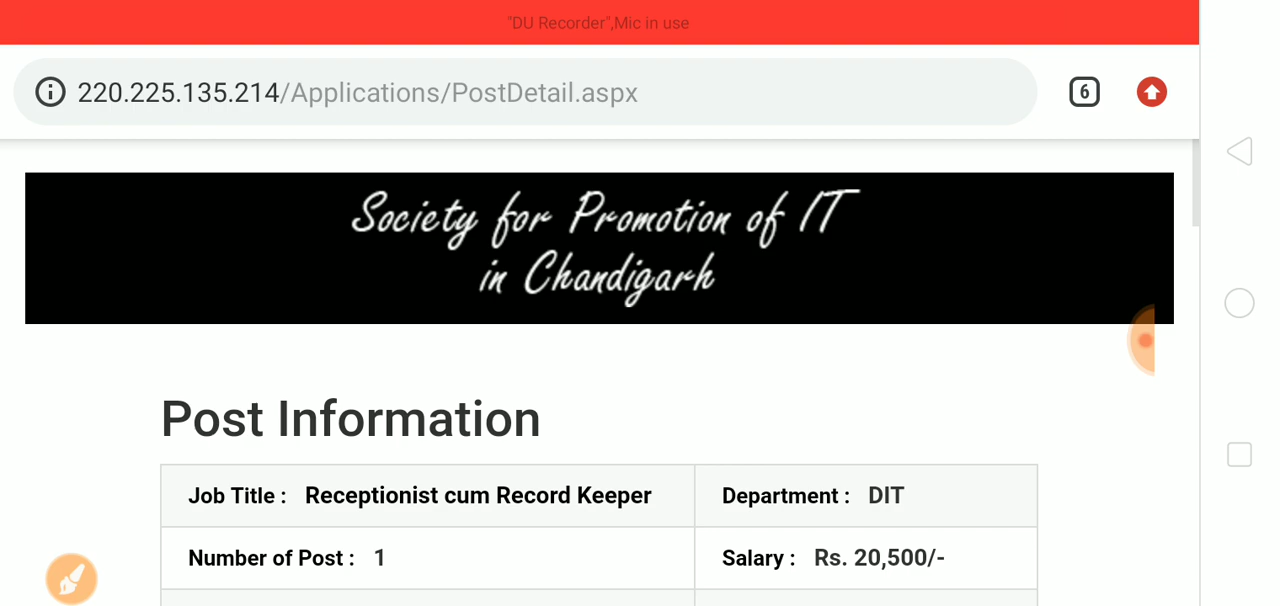 "DU Recorder",Mic in use
220.225.135.214/Applications/PostDetail.aspx
6
Society for Promotion of IT
in Chandigarh
Post Information
Job Title : Receptionist cum Record Keeper Department : DIT
Number of Post : 1 Salary : Rs. 20,500/-